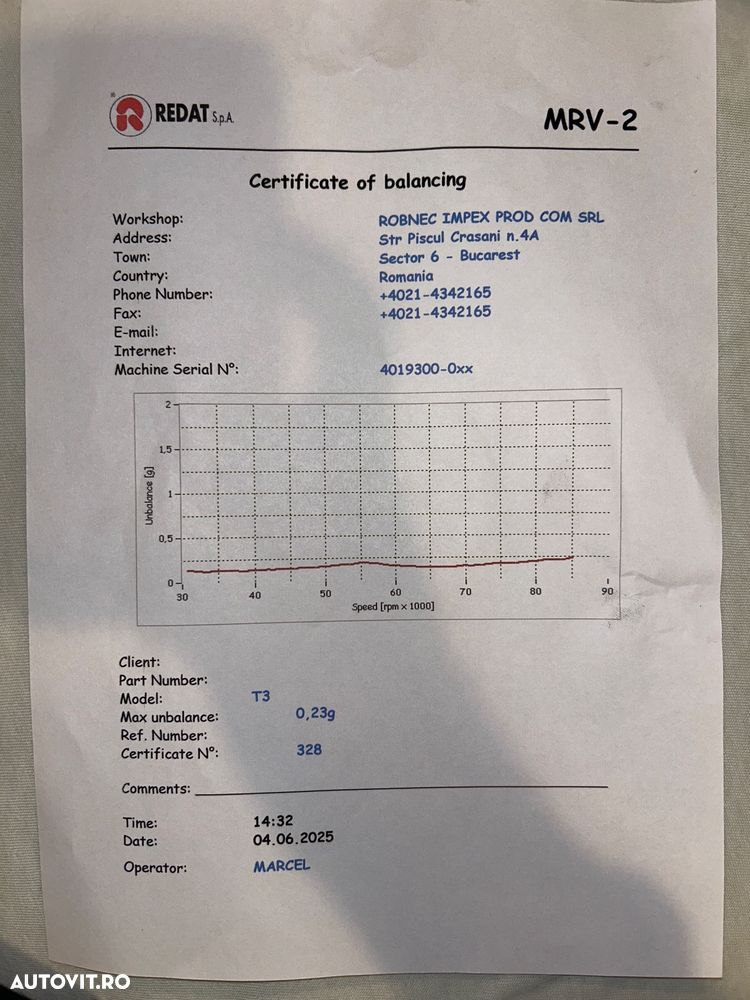 ® REDAT S.p.A. MRV-2
Certificate of balancing
Workshop: ROBNEC IMPEX PROD COM SRL
Address: Str Piscul Crasani n.4A
Town: Sector 6 - Bucarest
Country: Romania
Phone Number: +4021-4342165
Fax: +4021-4342165
E-mail:
Internet:
Machine Serial N°: 4019300-0xx
2
1,5
1
0,5
0
Unbalance [g]
30 40 50 60 70 80 90
Speed [rpm x 1000]
Client:
Part Number:
Model: T3
Max unbalance: 0,23g
Ref. Number:
Certificate N°: 328
Comments:
Time: 14:32
Date: 04.06.2025
Operator: MARCEL
AUTOVIT.RO